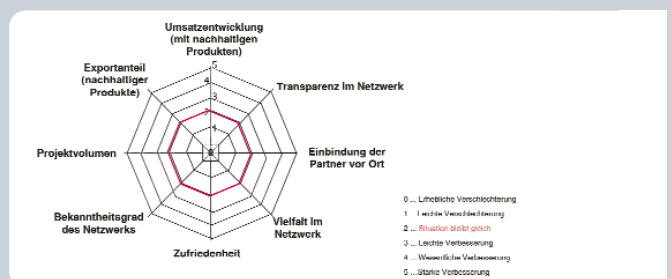 Umsatzentwicklung
(mit nachhaltigen
Produkten)
Exportanteil
(nachhaltiger
Produkte)
Transparenz im Netzwerk
5
4
3
Projektvolumen
Einbindung der
Partner vor Ort
Bekanntheitsgrad
des Netzwerks
Vielfalt im
Netzwerk
Zufriedenheit
0 ... Erhebliche Verschlechterung
1 Leichte Verschlechterung
2 ... Situation bleibt gleich
3 ... Leichte Verbesserung
4 ... Wesentliche Verbesserung
5 ...Starke Verbesserung